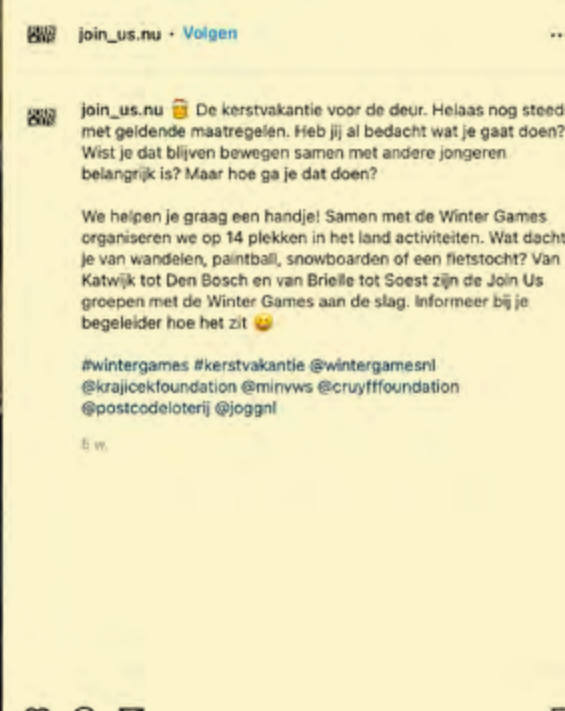 join_us.nu • Volgen
join_us.nu 🎅 De kerstvakantie voor de deur. Helaas nog steed
met geldende maatregelen. Heb jij al bedacht wat je gaat doen?
Wist je dat blijven bewegen samen met andere jongeren
belangrijk is? Maar hoe ga je dat doen?
We helpen je graag een handje! Samen met de Winter Games
organiseren we op 14 plekken in het land activiteiten. Wat dacht
je van wandelen, paintball, snowboarden of een fietstocht? Van
Katwijk tot Den Bosch en van Brielle tot Soest zijn de Join Us
groepen met de Winter Games aan de slag. Informeer bij je
begeleider hoe het zit 😄
#wintergames #kerstvakantie @wintergamesnl
@krajicekfoundation @minvws @cruyfffoundation
@postcodeloterij @joggnl